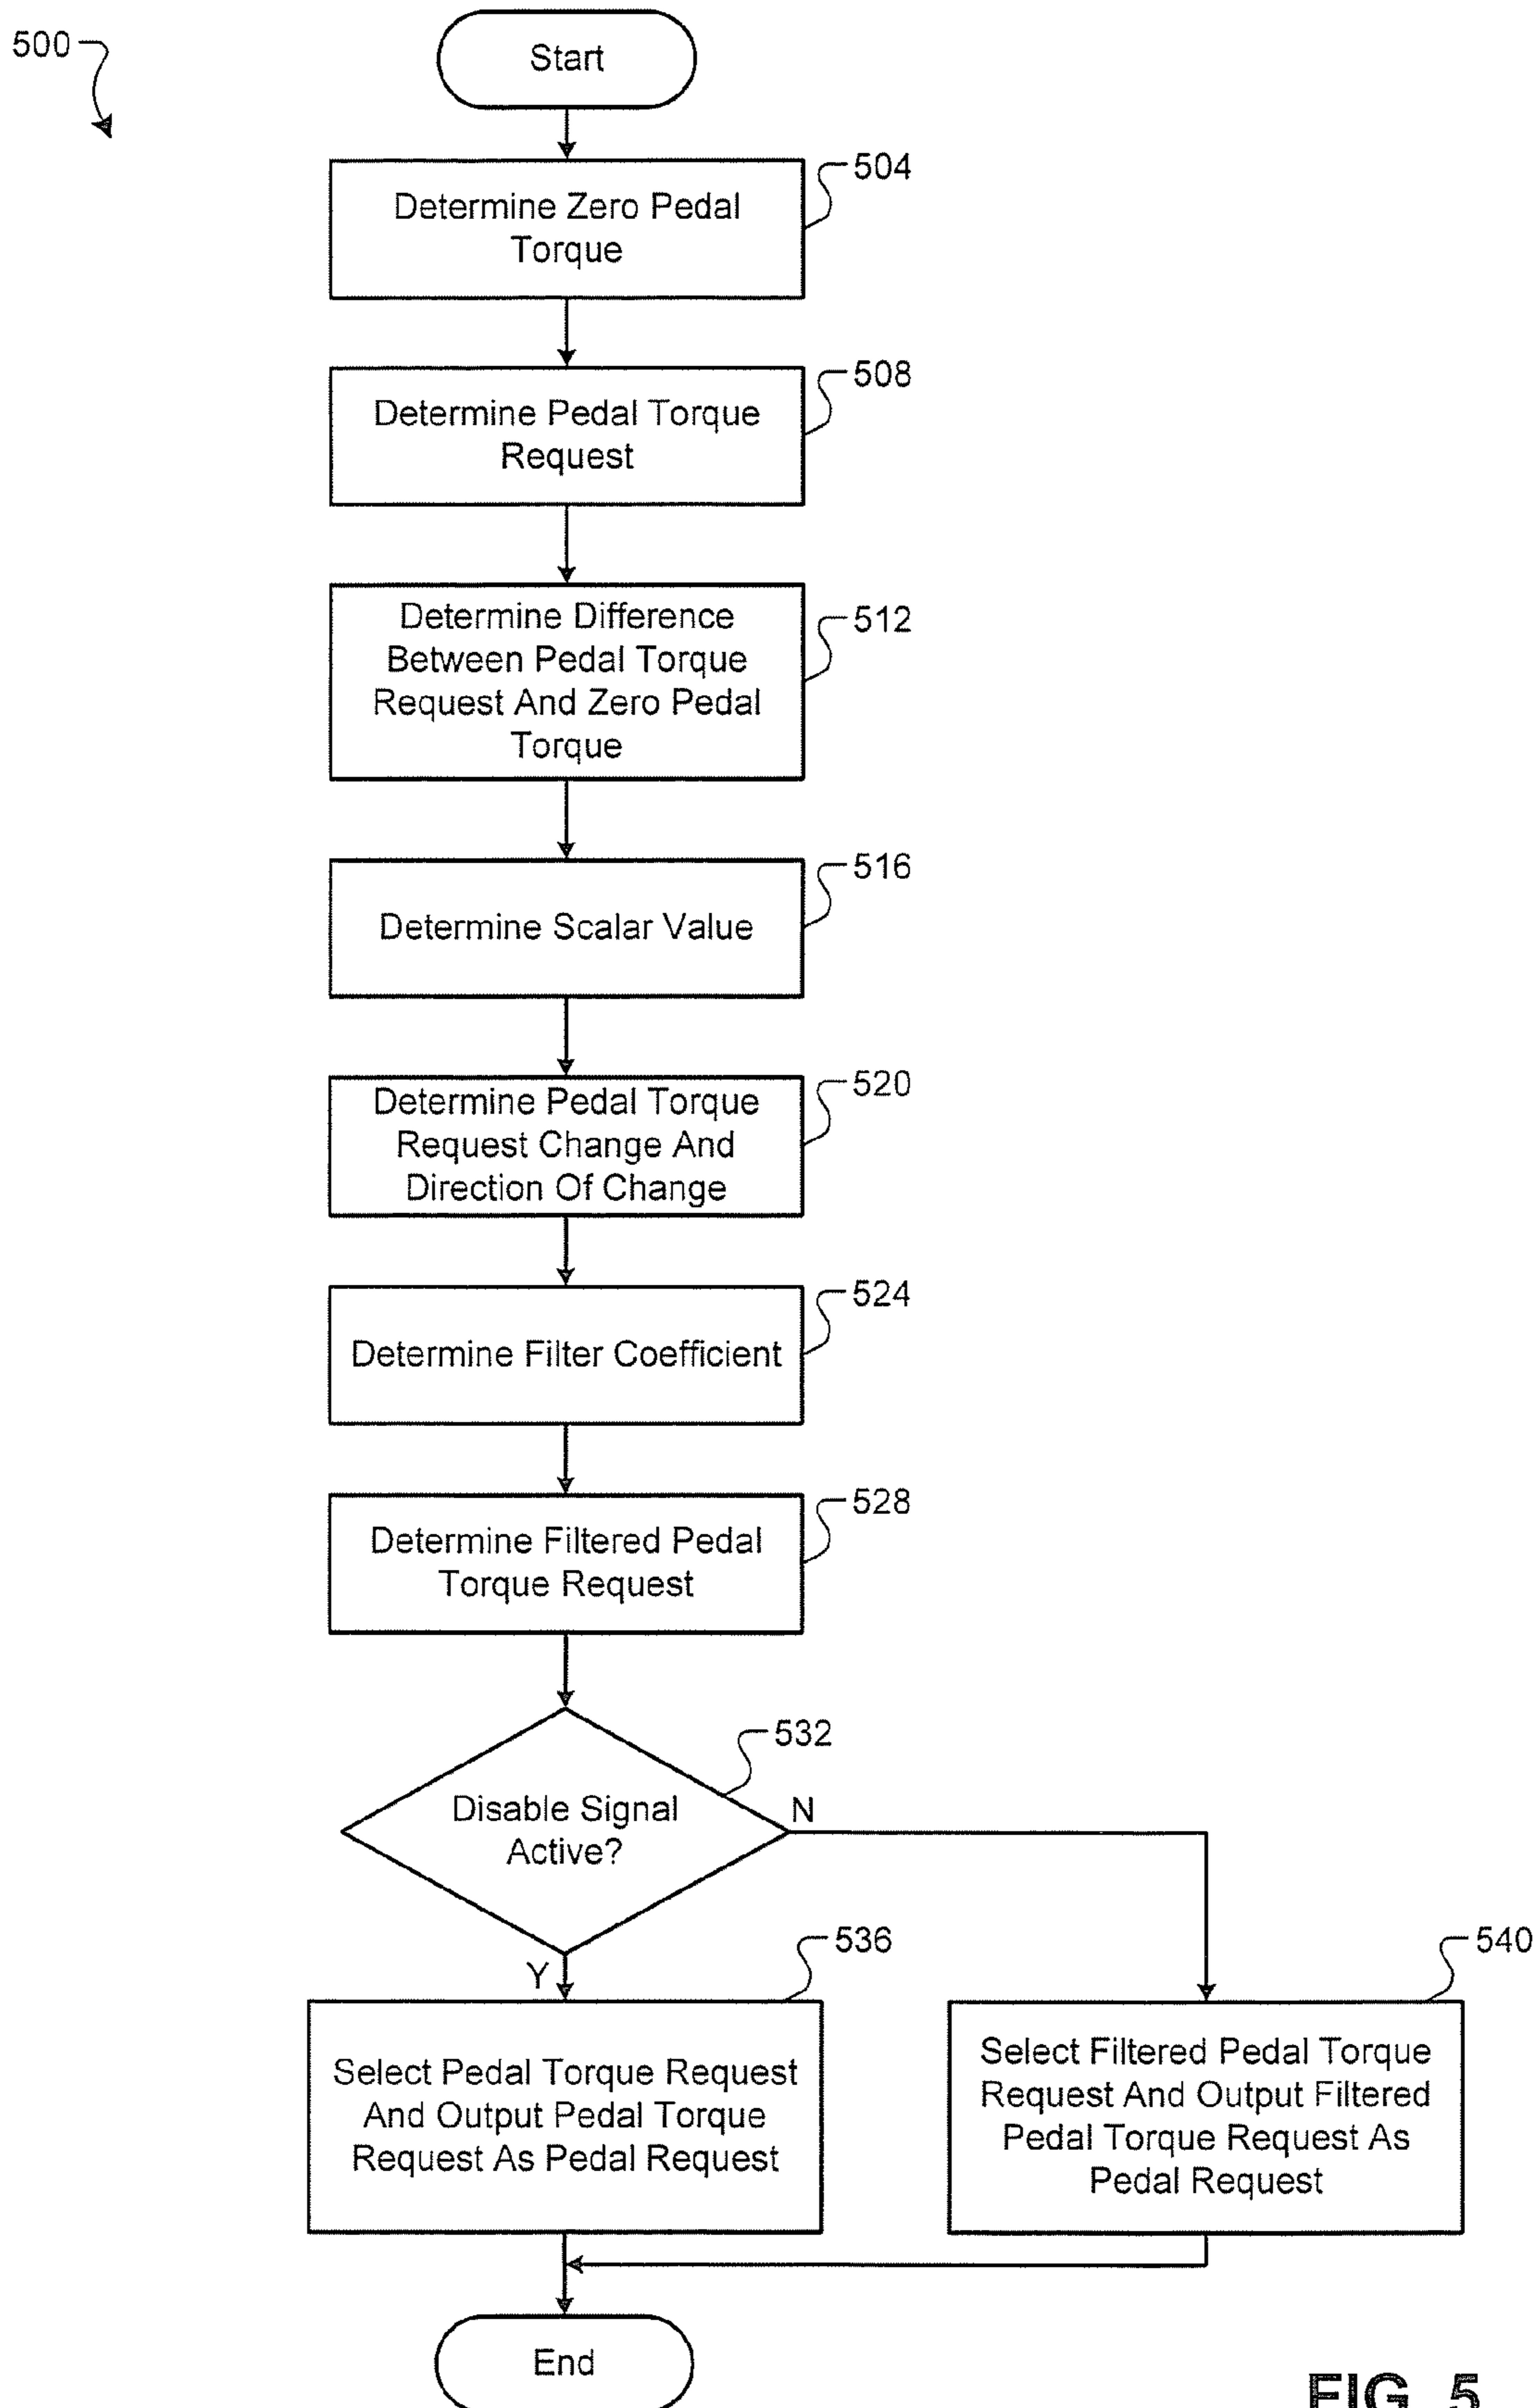 500
Start
504
Determine Zero Pedal
Torque
508
Determine Pedal Torque
Request
512
Determine Difference
Between Pedal Torque
Request And Zero Pedal
Torque
516
Determine Scalar Value
520
Determine Pedal Torque
Request Change And
Direction Of Change
524
Determine Filter Coefficient
528
Determine Filtered Pedal
Torque Request
532
Disable Signal
Active?
N
Y
536
Select Pedal Torque Request
And Output Pedal Torque
Request As Pedal Request
540
Select Filtered Pedal Torque
Request And Output Filtered
Pedal Torque Request As
Pedal Request
End
FIG. 5